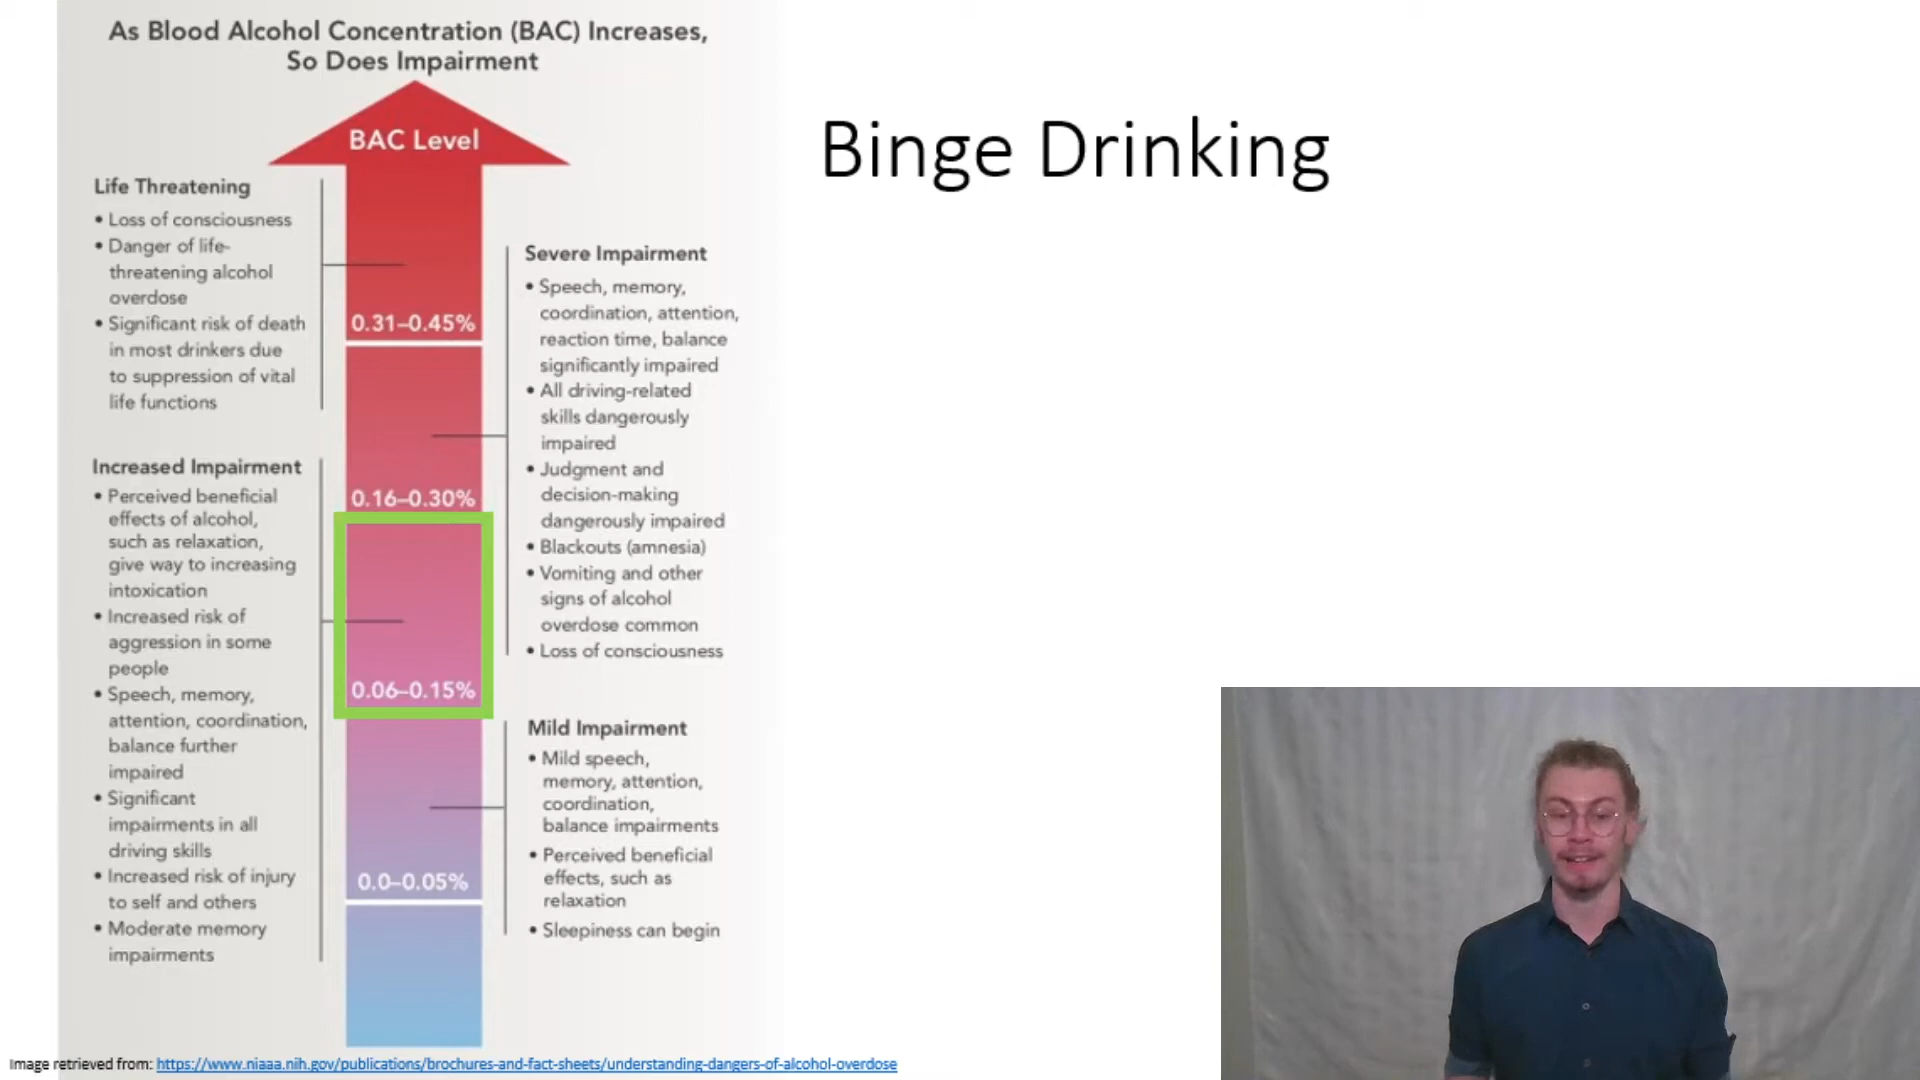 As Blood Alcohol Concentration (BAC) Increases,
So Does Impairment
BAC Level
Life Threatening
• Loss of consciousness
• Danger of life-
threatening alcohol
overdose
• Significant risk of death
in most drinkers due
to suppression of vital
life functions
0.31–0.45%
Severe Impairment
• Speech, memory,
coordination, attention,
reaction time, balance
significantly impaired
• All driving-related
skills dangerously
impaired
• Judgment and
decision-making
dangerously impaired
• Blackouts (amnesia)
• Vomiting and other
signs of alcohol
overdose common
• Loss of consciousness
0.16–0.30%
Increased Impairment
• Perceived beneficial
effects of alcohol,
such as relaxation,
give way to increasing
intoxication
• Increased risk of
aggression in some
people
• Speech, memory,
attention, coordination,
balance further
impaired
• Significant
impairments in all
driving skills
• Increased risk of injury
to self and others
• Moderate memory
impairments
0.06–0.15%
Mild Impairment
• Mild speech,
memory, attention,
coordination,
balance impairments
• Perceived beneficial
effects, such as
relaxation
• Sleepiness can begin
0.0–0.05%
Binge Drinking
Image retrieved from: https://www.niaaa.nih.gov/publications/brochures-and-fact-sheets/understanding-dangers-of-alcohol-overdose